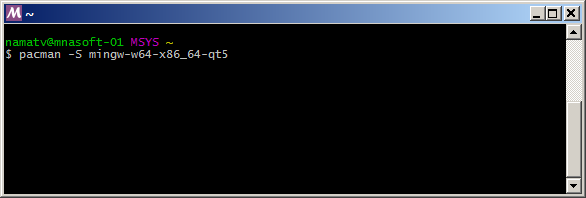 M ~
namatv@mnasoft-01 MSYS ~
$ pacman -S mingw-w64-x86_64-qt5